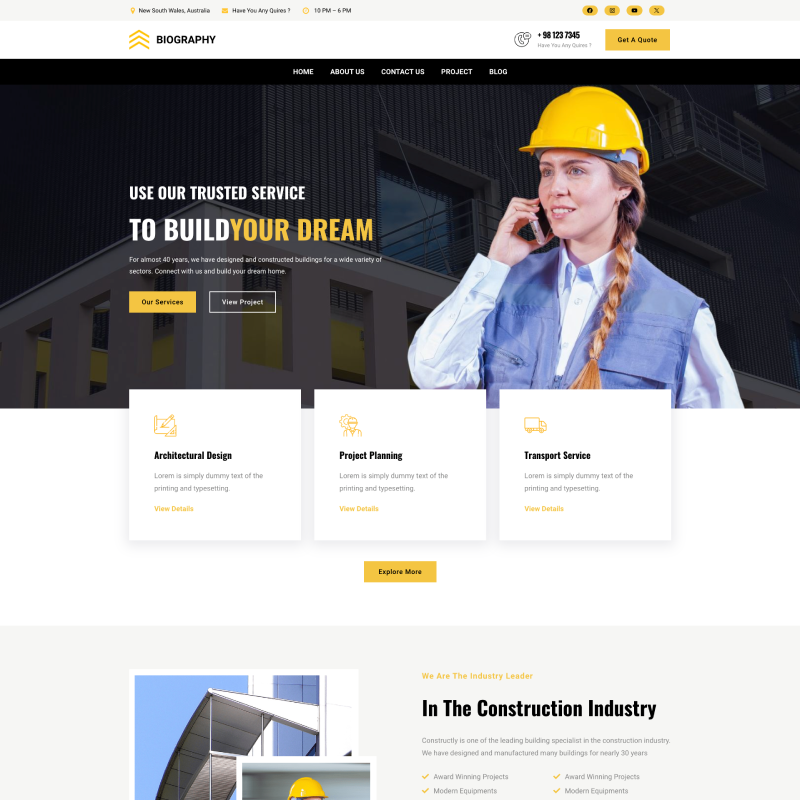 New South Wales, Australia Have You Any Quires ? 10 PM – 6 PM
BIOGRAPHY
+ 98 123 7345
Have You Any Quires ?
Get A Quote
HOME ABOUT US CONTACT US PROJECT BLOG
USE OUR TRUSTED SERVICE
TO BUILDYOUR DREAM
For almost 40 years, we have designed and constructed buildings for a wide variety of
sectors. Connect with us and build your dream home.
Our Services View Project
Architectural Design
Lorem is simply dummy text of the
printing and typesetting.
View Details
Project Planning
Lorem is simply dummy text of the
printing and typesetting.
View Details
Transport Service
Lorem is simply dummy text of the
printing and typesetting.
View Details
Explore More
We Are The Industry Leader
In The Construction Industry
Constructly is one of the leading building specialist in the construction industry.
We have designed and manufactured many buildings for nearly 30 years
Award Winning Projects Award Winning Projects
Modern Equipments Modern Equipments